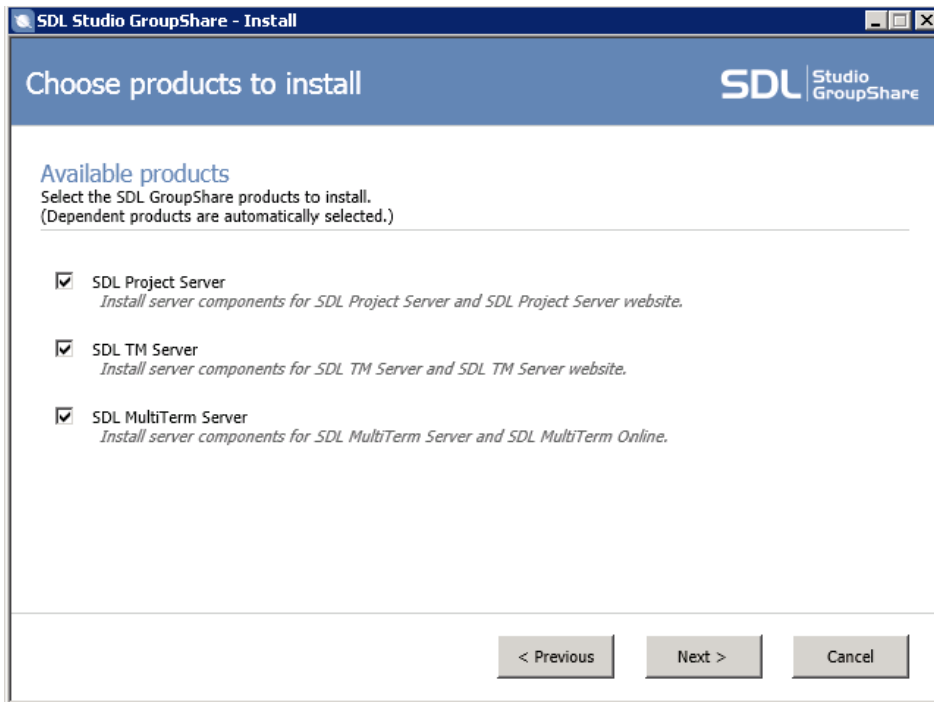 SDL Studio GroupShare - Install
Choose products to install
SDL Studio
GroupShare
Available products
Select the SDL GroupShare products to install.
(Dependent products are automatically selected.)
SDL Project Server
Install server components for SDL Project Server and SDL Project Server website.
SDL TM Server
Install server components for SDL TM Server and SDL TM Server website.
SDL MultiTerm Server
Install server components for SDL MultiTerm Server and SDL MultiTerm Online.
< Previous Next > Cancel